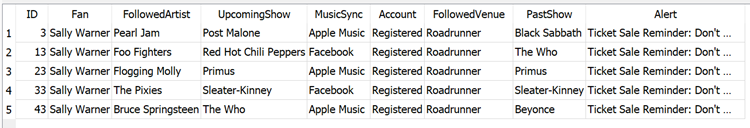 ID Fan FollowedArtist UpcomingShow MusicSync Account FollowedVenue PastShow Alert
1 3 Sally Warner Pearl Jam Post Malone Apple Music Registered Roadrunner Black Sabbath Ticket Sale Reminder: Don't ...
2 13 Sally Warner Foo Fighters Red Hot Chili Peppers Facebook Registered Roadrunner The Who Ticket Sale Reminder: Don't ...
3 23 Sally Warner Flogging Molly Primus Apple Music Registered Roadrunner Primus Ticket Sale Reminder: Don't ...
4 33 Sally Warner The Pixies Sleater-Kinney Facebook Registered Roadrunner Sleater-Kinney Ticket Sale Reminder: Don't ...
5 43 Sally Warner Bruce Springsteen The Who Apple Music Registered Roadrunner Beyonce Ticket Sale Reminder: Don't ...